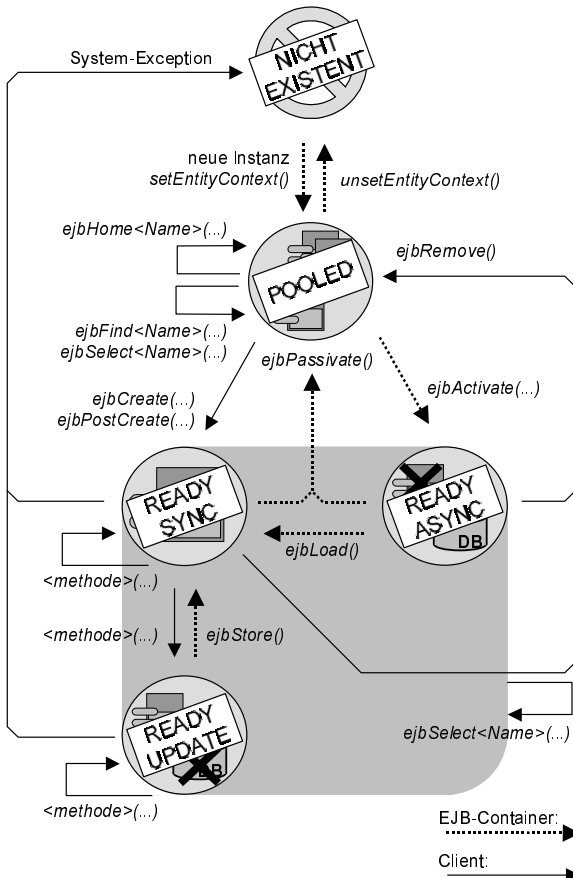 System-Exception
NICHT
EXISTENT
neue Instanz
setEntityContext()
unsetEntityContext()
ejbHome<Name>(...)
ejbRemove()
POOLED
ejbFind<Name>(...)
ejbSelect<Name>(...)
ejbPassivate()
ejbCreate(...)
ejbPostCreate(...)
ejbActivate(...)
READY
SYNC
READY
ASYNC
DB
ejbLoad()
<methode>(...)
<methode>(...)
ejbStore()
READY
UPDATE
DB
ejbSelect<Name>(...)
<methode>(...)
EJB-Container:
Client: